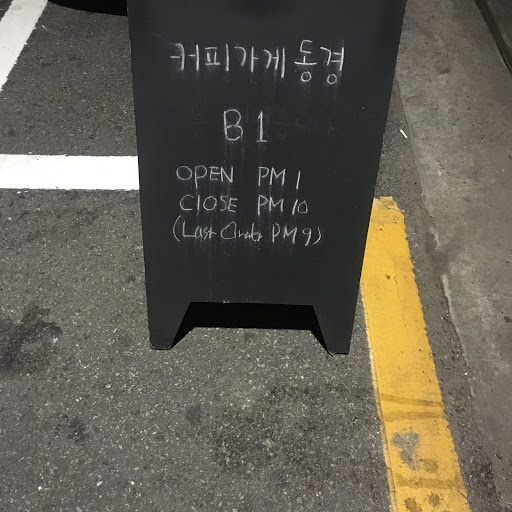 커피가게 동경
B1
OPEN PM 1
CLOSE PM 10
(Last Order PM 9)